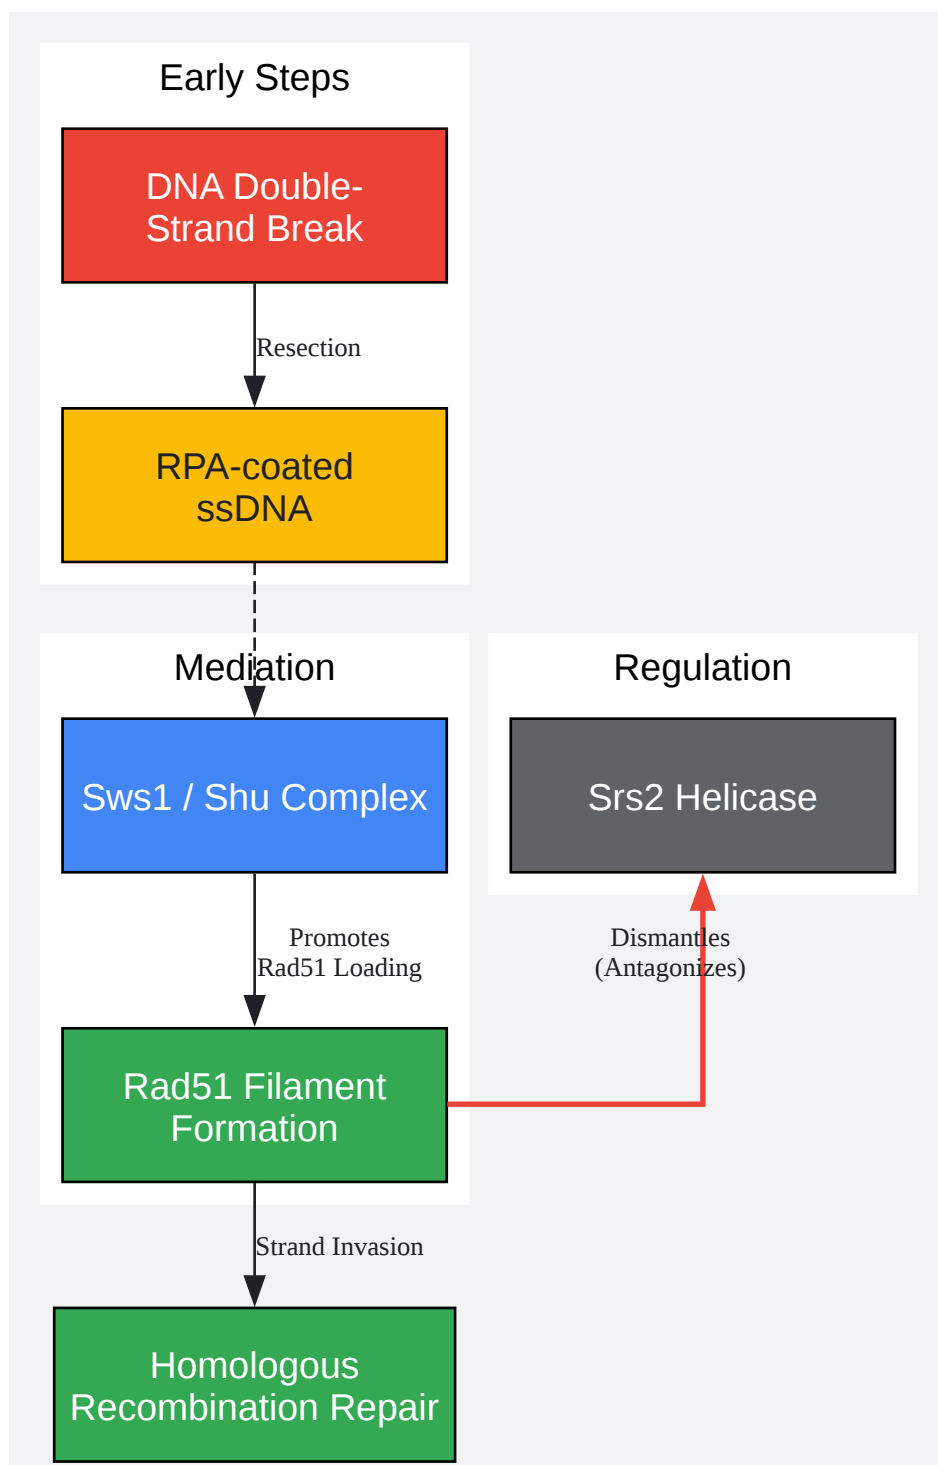 Early Steps
DNA Double-
Strand Break
Resection
RPA-coated
ssDNA
Mediation
Sws1 / Shu Complex
Promotes
Rad51 Loading
Rad51 Filament
Formation
Strand Invasion
Homologous
Recombination Repair
Regulation
Srs2 Helicase
Dismantles
(Antagonizes)